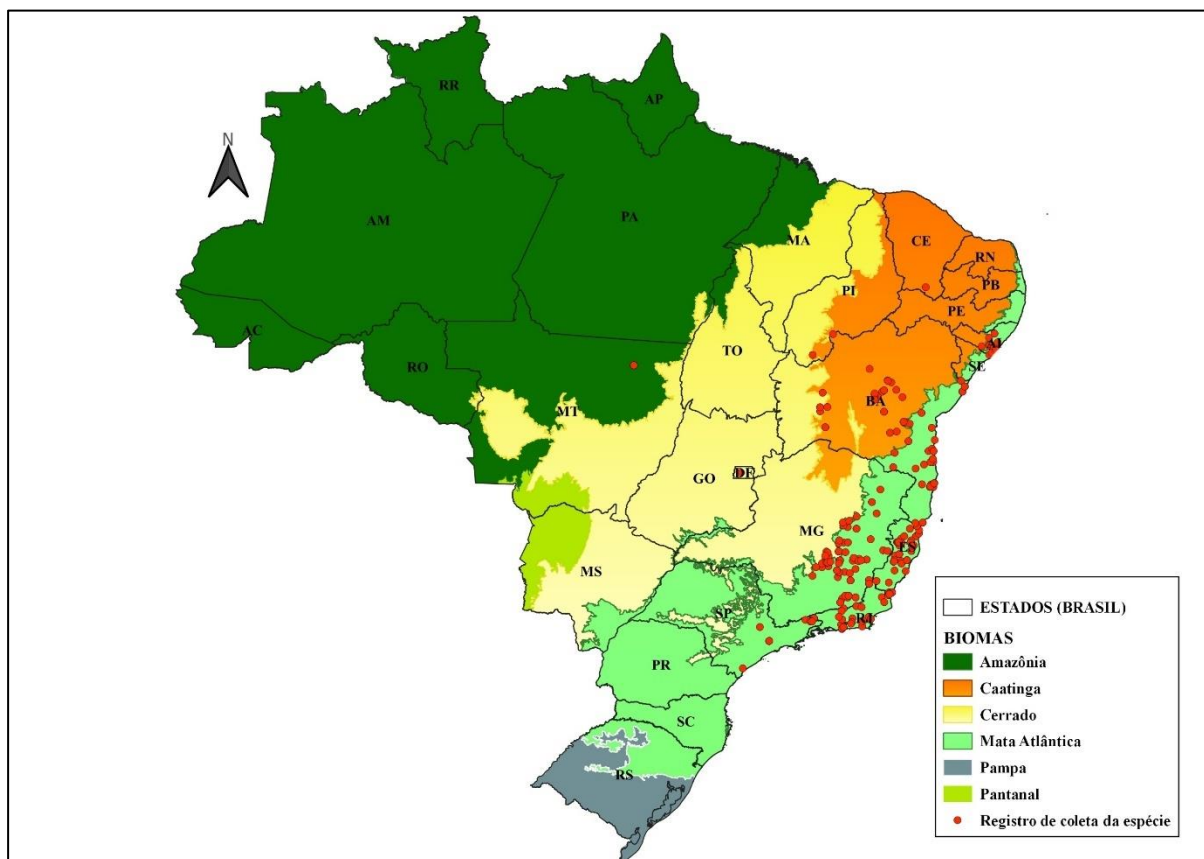 RR
AP
N
AM
PA
MA
CE
RN
PB
PI
PE
AC
AL
SE
TO
RO
BA
MT
DF
GO
MG
ES
MS
SP
RJ
PR
SC
RS
ESTADOS (BRASIL)
BIOMAS
Amazônia
Caatinga
Cerrado
Mata Atlântica
Pampa
Pantanal
Registro de coleta da espécie